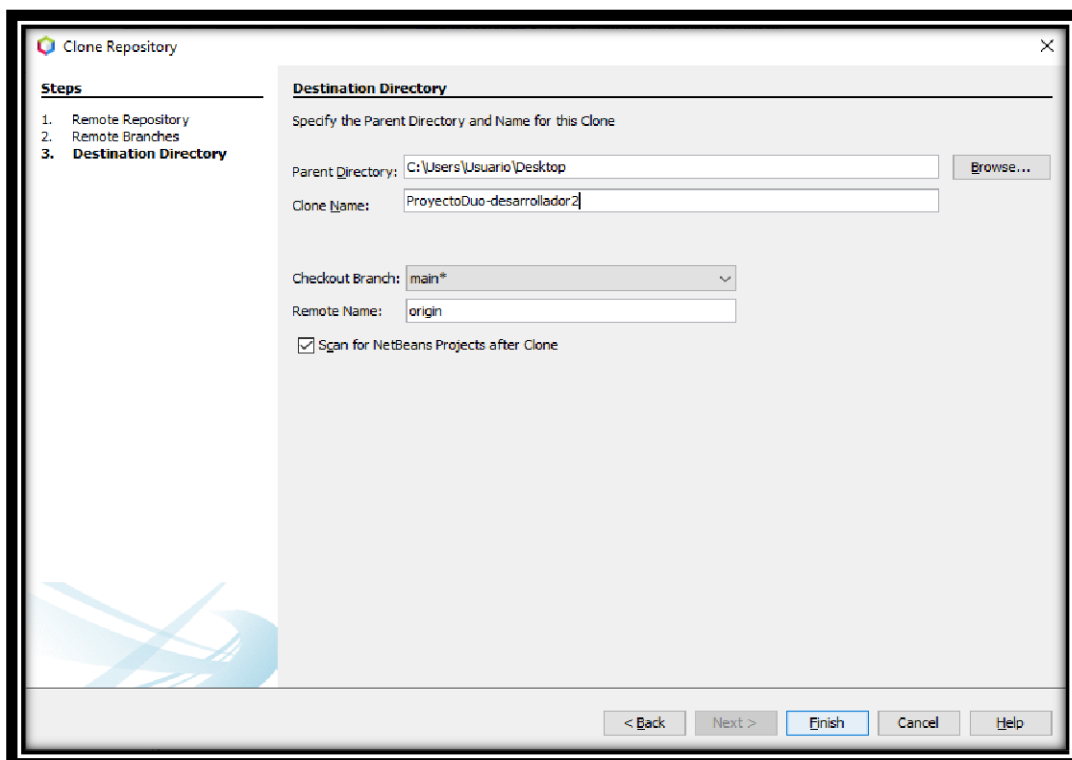 Clone Repository
Steps
1. Remote Repository
2. Remote Branches
3. Destination Directory
Destination Directory
Specify the Parent Directory and Name for this Clone
Parent Directory: C:\Users\Usuario\Desktop Browse...
Clone Name: ProyectoDuo-desarrollador2
Checkout Branch: main*
Remote Name: origin
Scan for NetBeans Projects after Clone
< Back Next > Finish Cancel Help